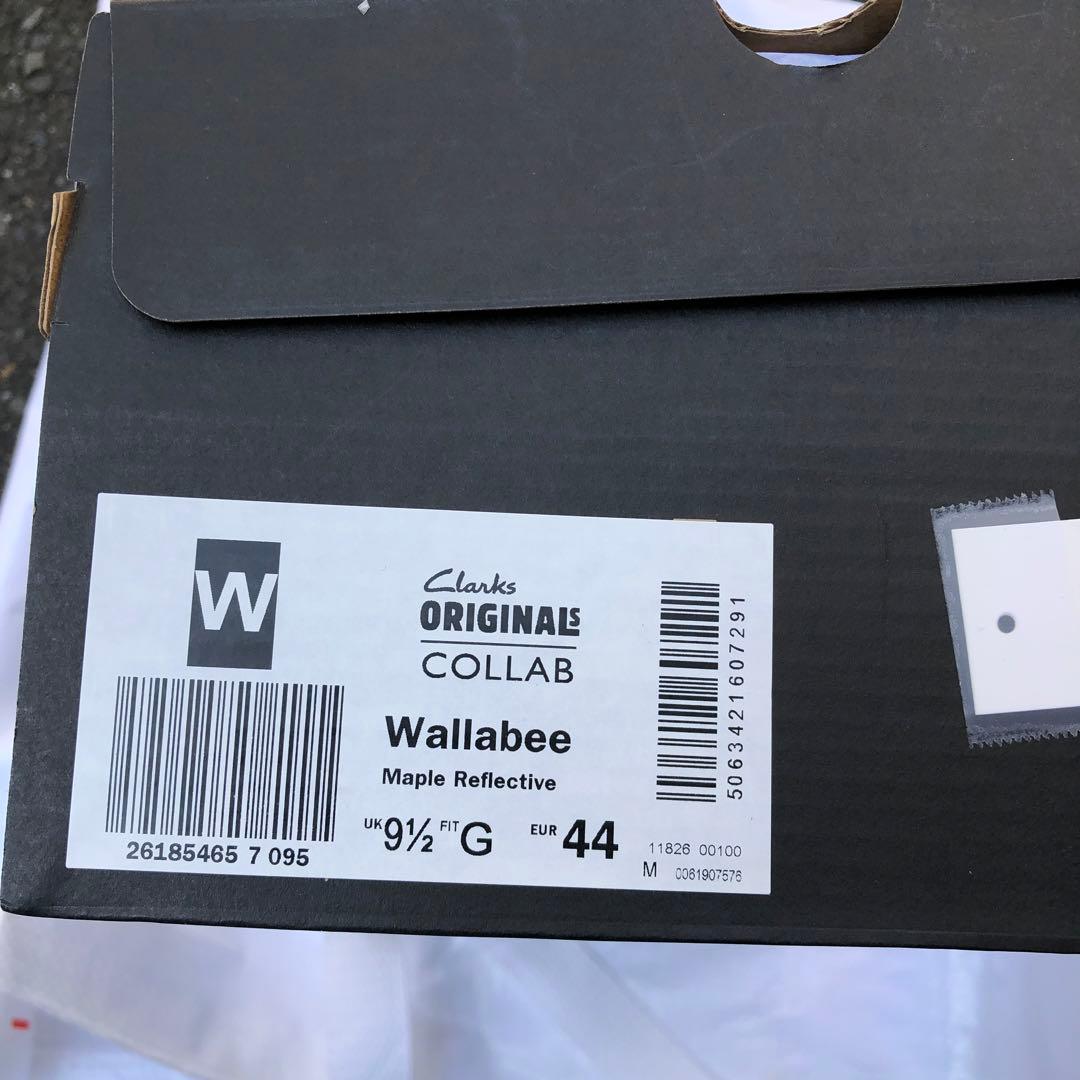 W
26185465 7 095
Clarks
ORIGINALS
COLLAB
Wallabee
Maple Reflective
UK 9½ FIT G EUR 44
5063421607291
11826 00100
M 0061907576